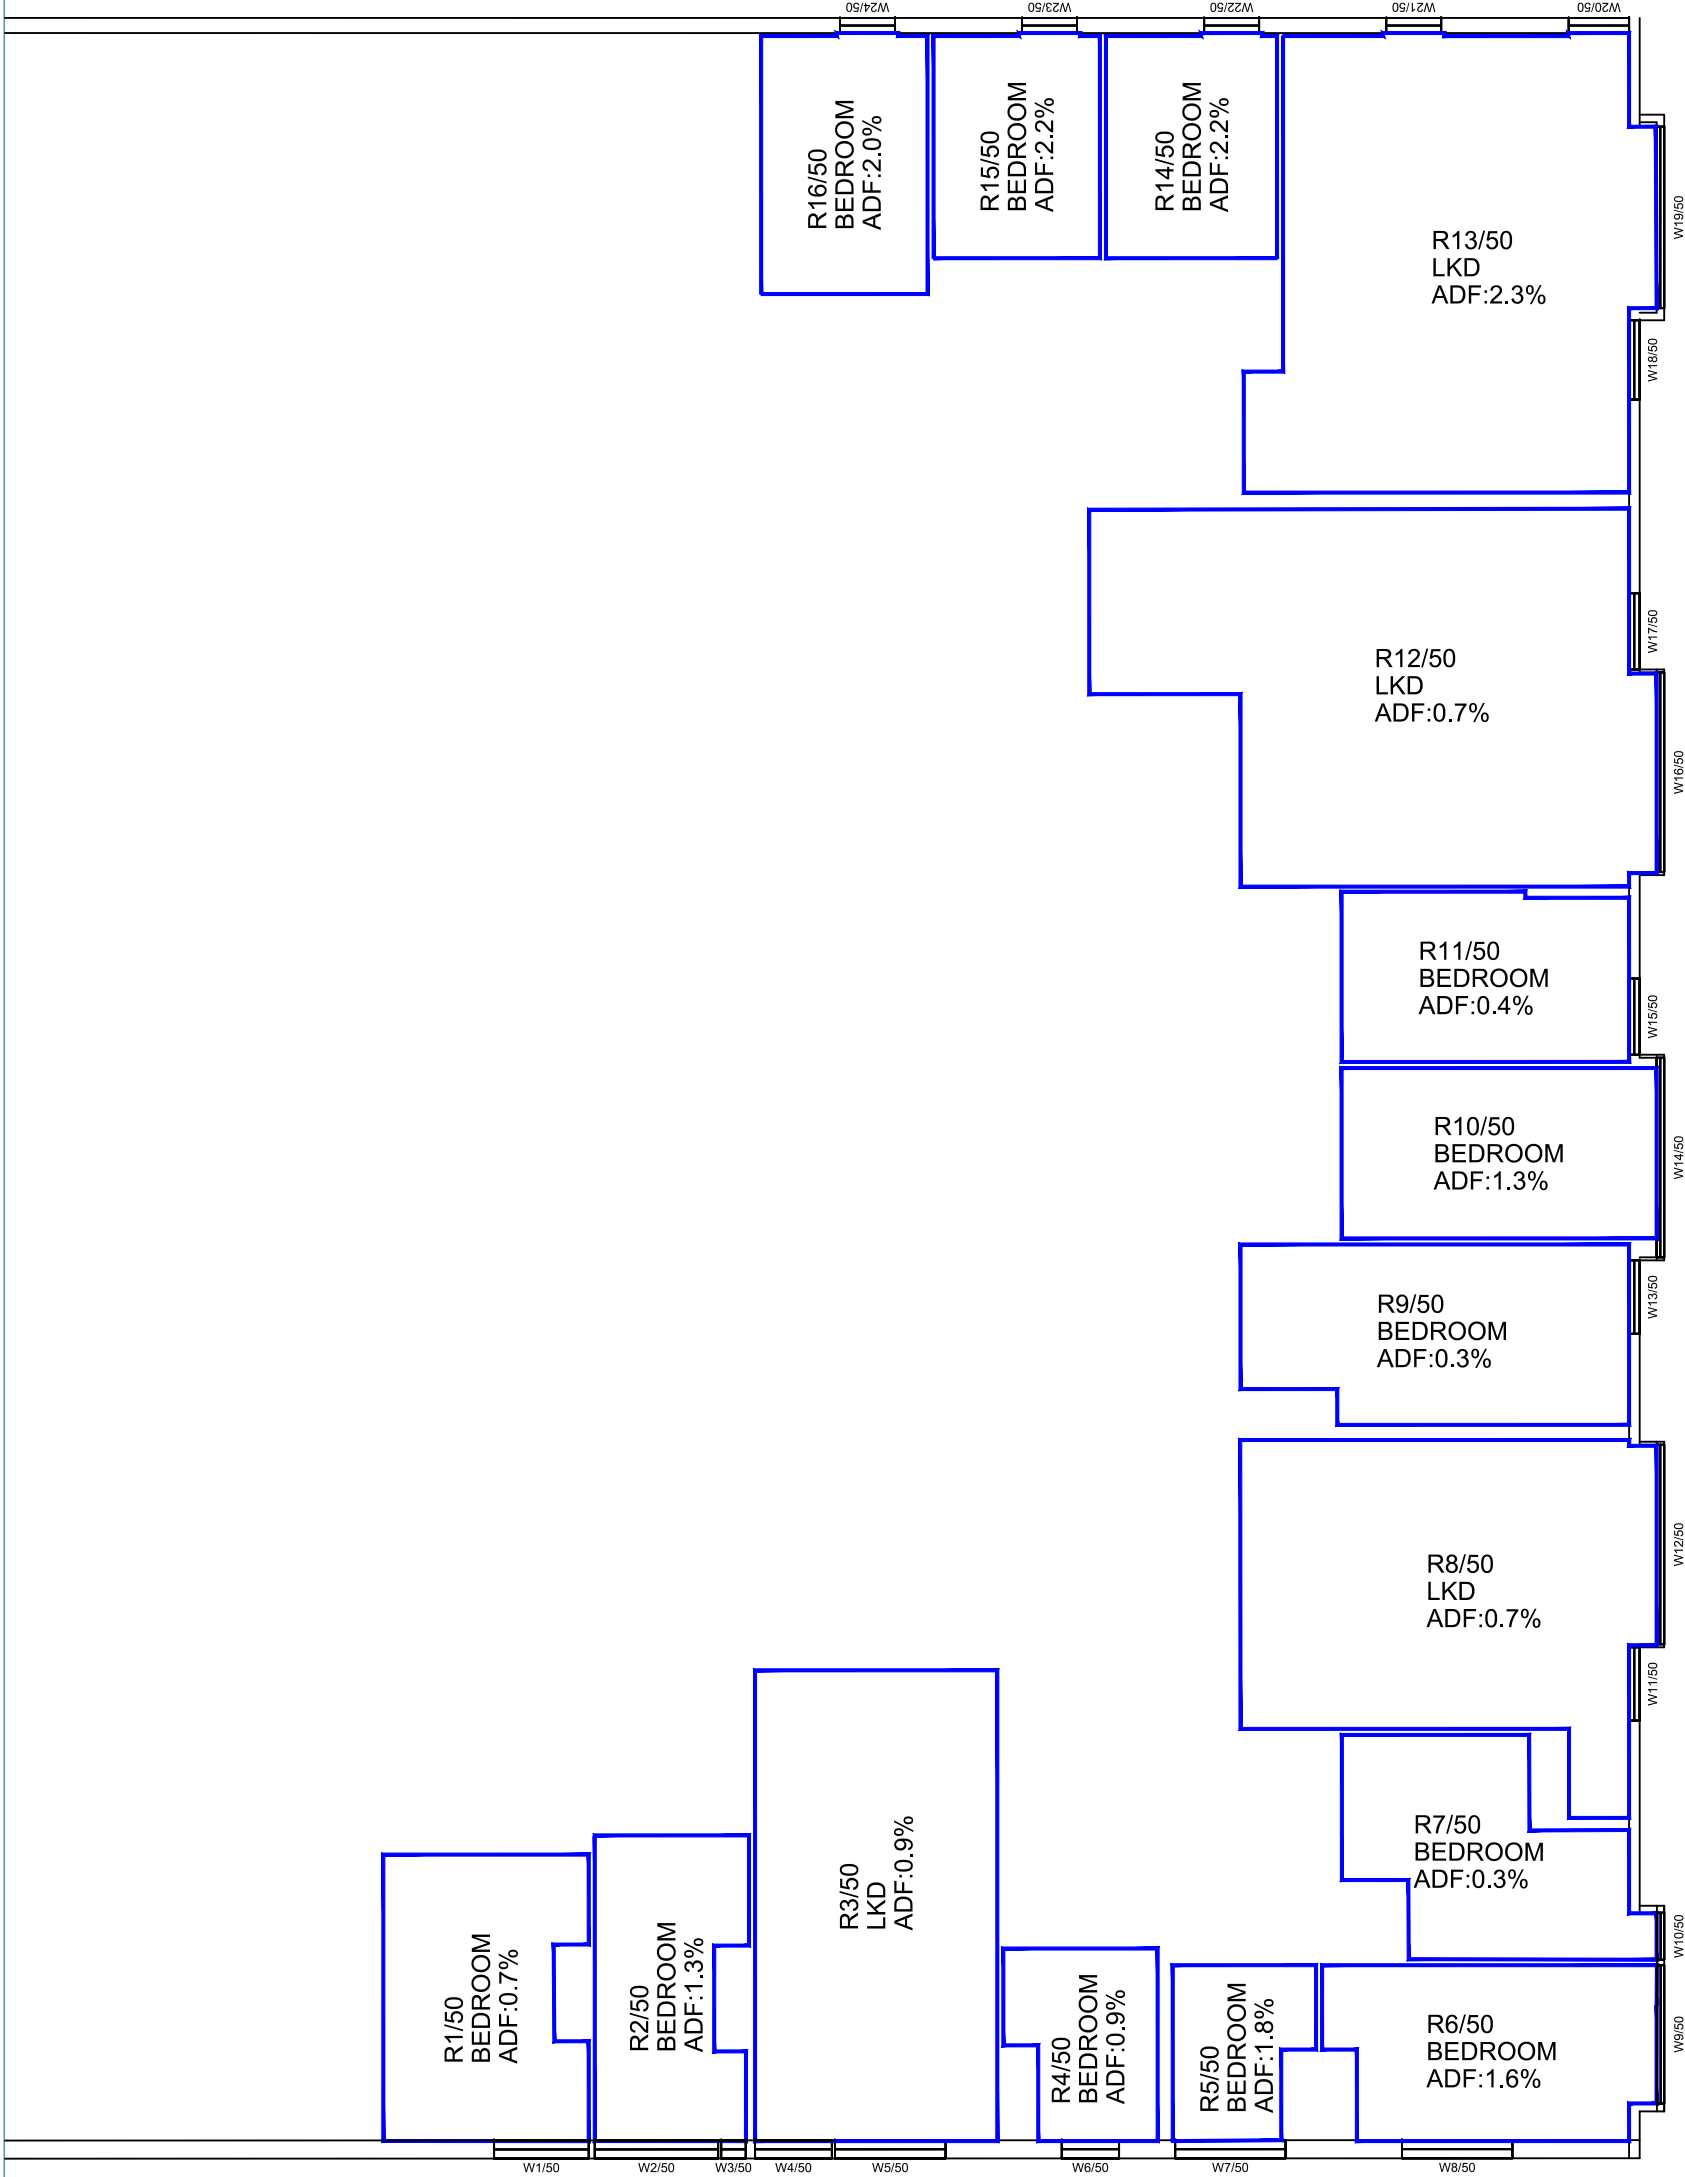 W24/50
W23/50
W22/50
W21/50
W20/50
R16/50
BEDROOM
ADF:2.0%
R15/50
BEDROOM
ADF:2.2%
R14/50
BEDROOM
ADF:2.2%
R13/50
LKD
ADF:2.3%
W19/50
W18/50
R12/50
LKD
ADF:0.7%
W17/50
W16/50
R11/50
BEDROOM
ADF:0.4%
W15/50
R10/50
BEDROOM
ADF:1.3%
W14/50
R9/50
BEDROOM
ADF:0.3%
W13/50
R8/50
LKD
ADF:0.7%
W12/50
W11/50
R7/50
BEDROOM
ADF:0.3%
W10/50
R1/50
BEDROOM
ADF:0.7%
R2/50
BEDROOM
ADF:1.3%
R3/50
LKD
ADF:0.9%
R4/50
BEDROOM
ADF:0.9%
R5/50
BEDROOM
ADF:1.8%
R6/50
BEDROOM
ADF:1.6%
W9/50
W1/50
W2/50
W3/50
W4/50
W5/50
W6/50
W7/50
W8/50